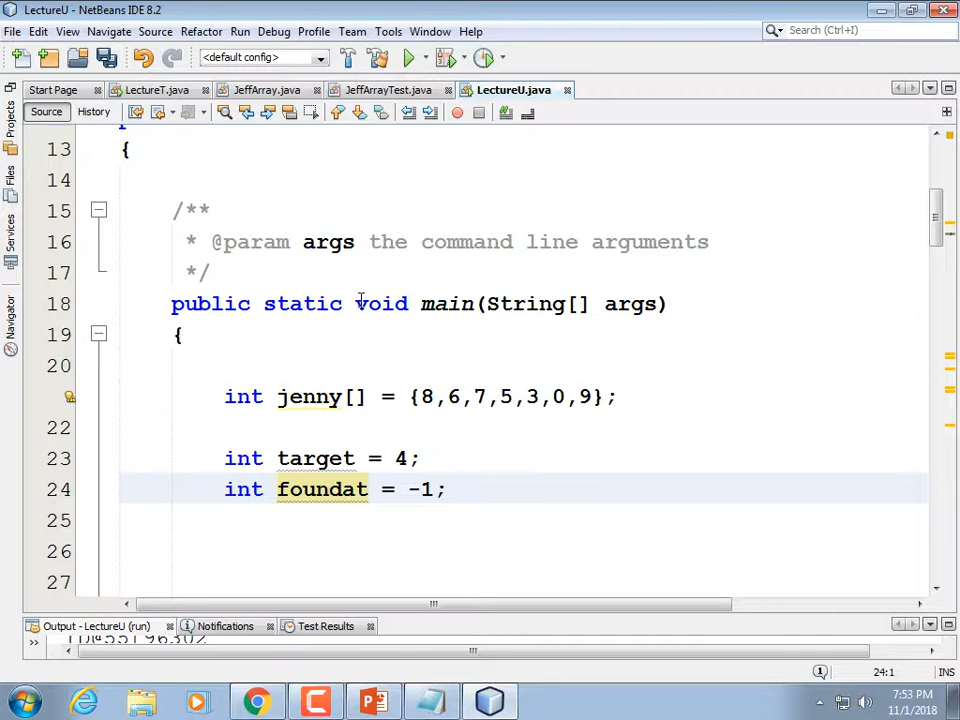 LectureU - NetBeans IDE 8.2
File Edit View Navigate Source Refactor Run Debug Profile Team Tools Window Help
Search (Ctrl+I)
<default config>
Start Page LectureT.java JeffArray.java JeffArrayTest.java LectureU.java
Source History
Projects
Files
Services
Navigator
13 {
14
15 /**
16 * @param args the command line arguments
17 */
18 public static void main(String[] args)
19 {
20
int jenny[] = {8,6,7,5,3,0,9};
22
23 int target = 4;
24 int foundat = -1;
25
26
27
Output - LectureU (run) Notifications Test Results
24:1 INS
7:53 PM
11/1/2018